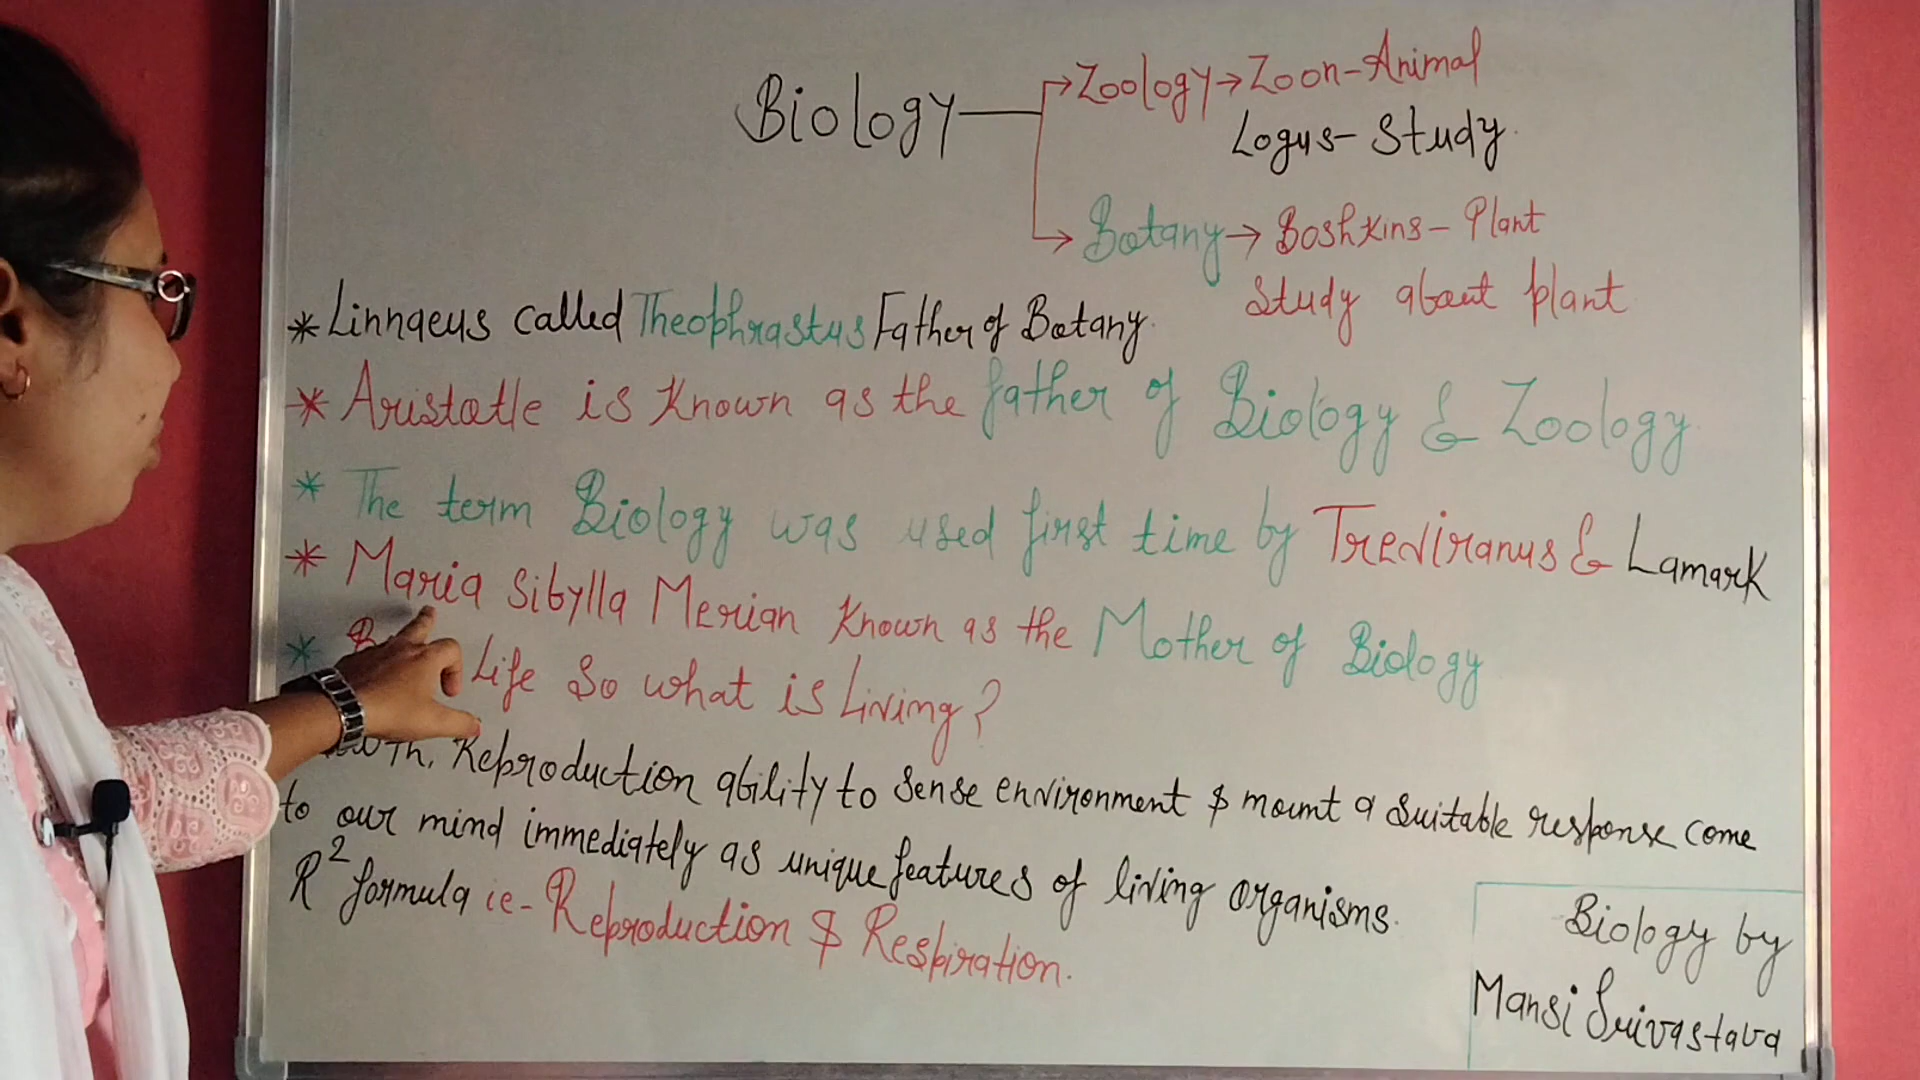 Biology → Zoology → Zoon - Animal
Logus - Study.
→ Botany → Boshkins - Plant
Study about plant
* Linnaeus called Theophrastus Father of Botany.
* Aristotle is Known as the father of Biology & Zoology
* The term Biology was used first time by Treviranus & Lamark
* Maria Sibylla Merian Known as the Mother of Biology
* Life So what is Living?
Reproduction ability to sense environment & mount a suitable response come
to our mind immediately as unique features of living organisms.
R² formula ie - Reproduction & Respiration.
Biology by
Mansi Srivastava